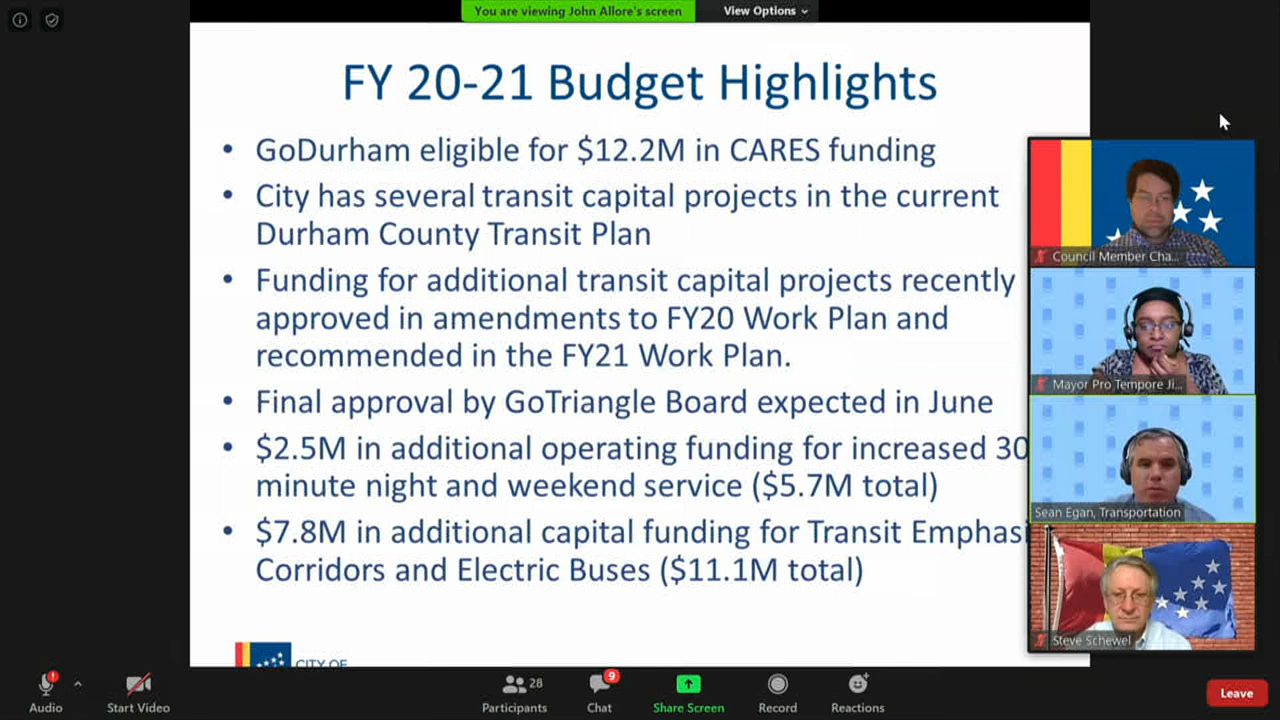 You are viewing John Allore's screen
View Options
FY 20-21 Budget Highlights
• GoDurham eligible for $12.2M in CARES funding
• City has several transit capital projects in the current
Durham County Transit Plan
• Funding for additional transit capital projects recently
approved in amendments to FY20 Work Plan and
recommended in the FY21 Work Plan.
• Final approval by GoTriangle Board expected in June
• $2.5M in additional operating funding for increased 30
minute night and weekend service ($5.7M total)
• $7.8M in additional capital funding for Transit Emphasi
Corridors and Electric Buses ($11.1M total)
CITY OF
Council Member Cha...
Mayor Pro Tempore Ji...
Sean Egan, Transportation
Steve Schewel
Audio
Start Video
28
Participants
9
Chat
Share Screen
Record
Reactions
Leave